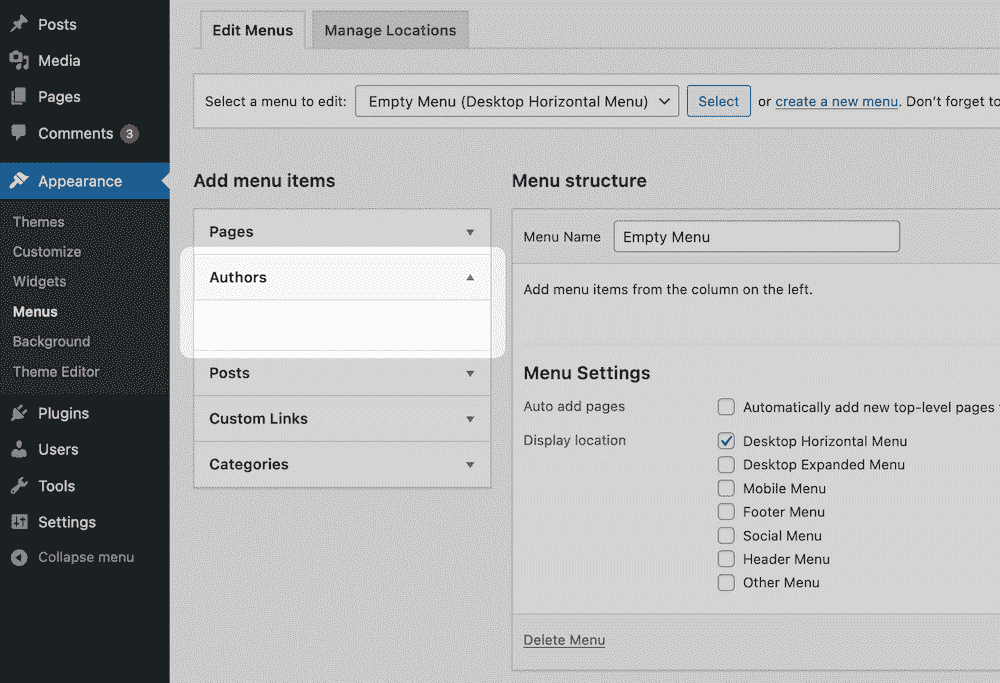 Posts
Media
Pages
Comments 3
Appearance
Themes
Customize
Widgets
Menus
Background
Theme Editor
Plugins
Users
Tools
Settings
Collapse menu
Edit Menus
Manage Locations
Select a menu to edit: Empty Menu (Desktop Horizontal Menu) Select or create a new menu. Don't forget to
Add menu items
Pages
Authors
Posts
Custom Links
Categories
Menu structure
Menu Name Empty Menu
Add menu items from the column on the left.
Menu Settings
Auto add pages Automatically add new top-level pages
Display location Desktop Horizontal Menu
Desktop Expanded Menu
Mobile Menu
Footer Menu
Social Menu
Header Menu
Other Menu
Delete Menu